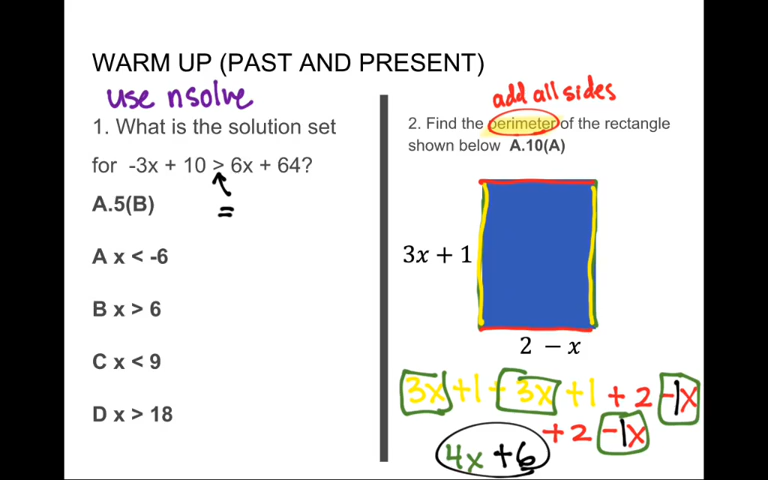 WARM UP (PAST AND PRESENT)
use nsolve
1. What is the solution set
for -3x + 10 > 6x + 64?
=
A.5(B)
A x < -6
B x > 6
C x < 9
D x > 18
add all sides
2. Find the perimeter of the rectangle
shown below A.10(A)
3x + 1
2 − x
3x +1 + 3x +1 + 2 -1x
+ 2 -1x
4x + 6